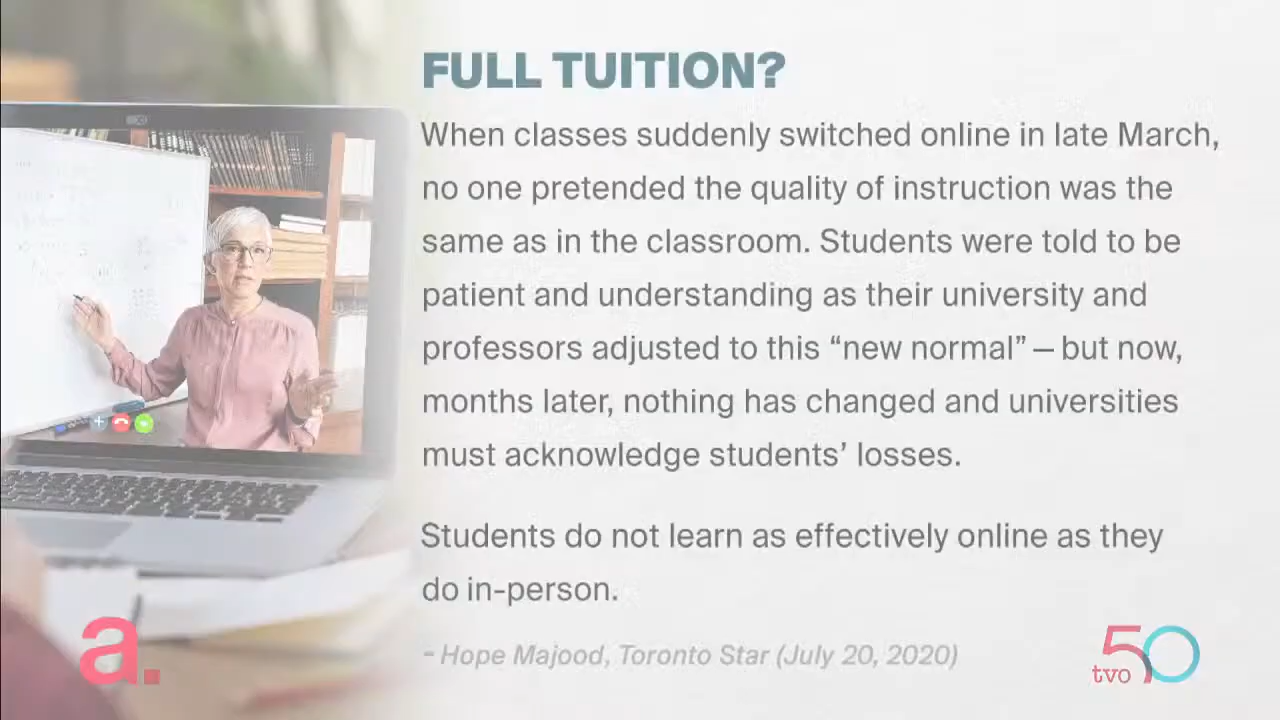 FULL TUITION?
When classes suddenly switched online in late March,
no one pretended the quality of instruction was the
same as in the classroom. Students were told to be
patient and understanding as their university and
professors adjusted to this “new normal” — but now,
months later, nothing has changed and universities
must acknowledge students’ losses.
Students do not learn as effectively online as they
do in-person.
- Hope Majood, Toronto Star (July 20, 2020)
a.
tvo 50